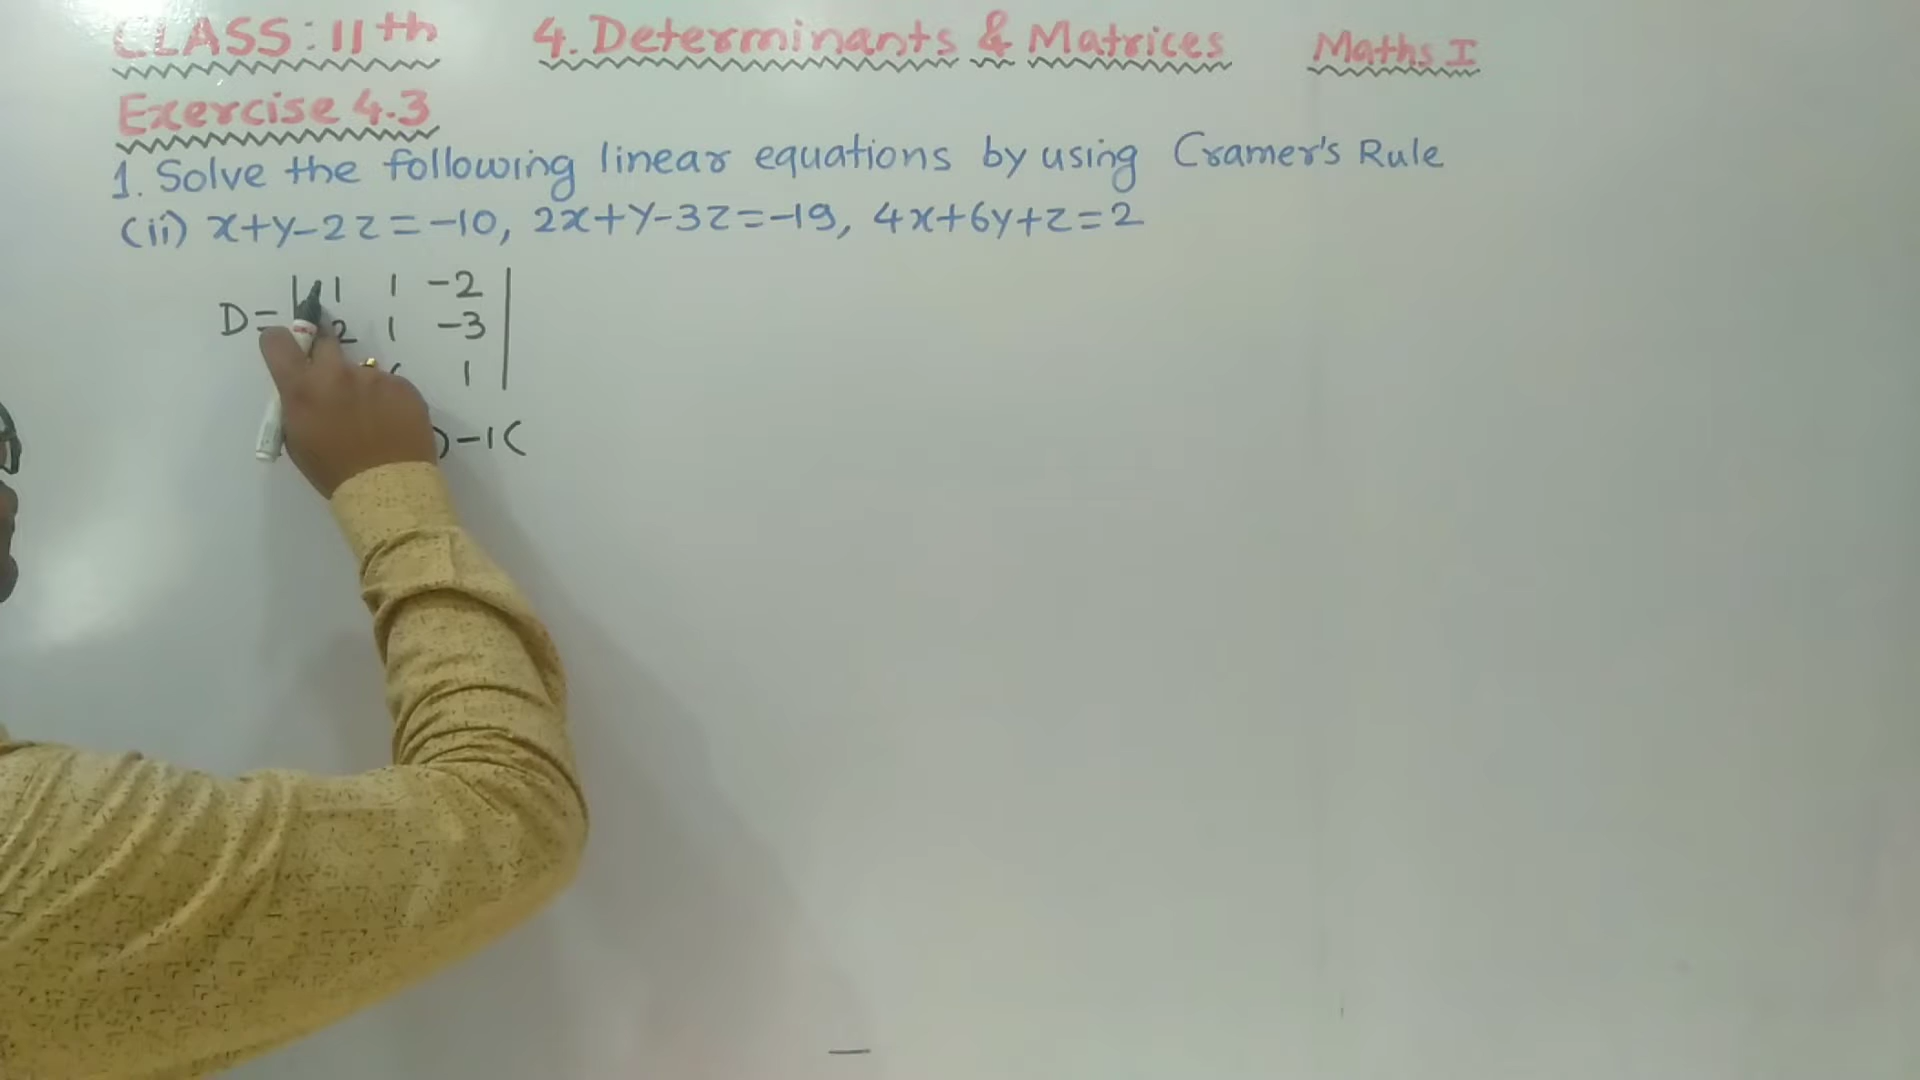 CLASS: 11th 4. Determinants & Matrices Maths I
Exercise 4.3
1. Solve the following linear equations by using Cramer's Rule
(ii) x+y-2z=-10, 2x+y-3z=-19, 4x+6y+z=2
D= | 1 1 -2 |
2 1 -3
1
)-1(